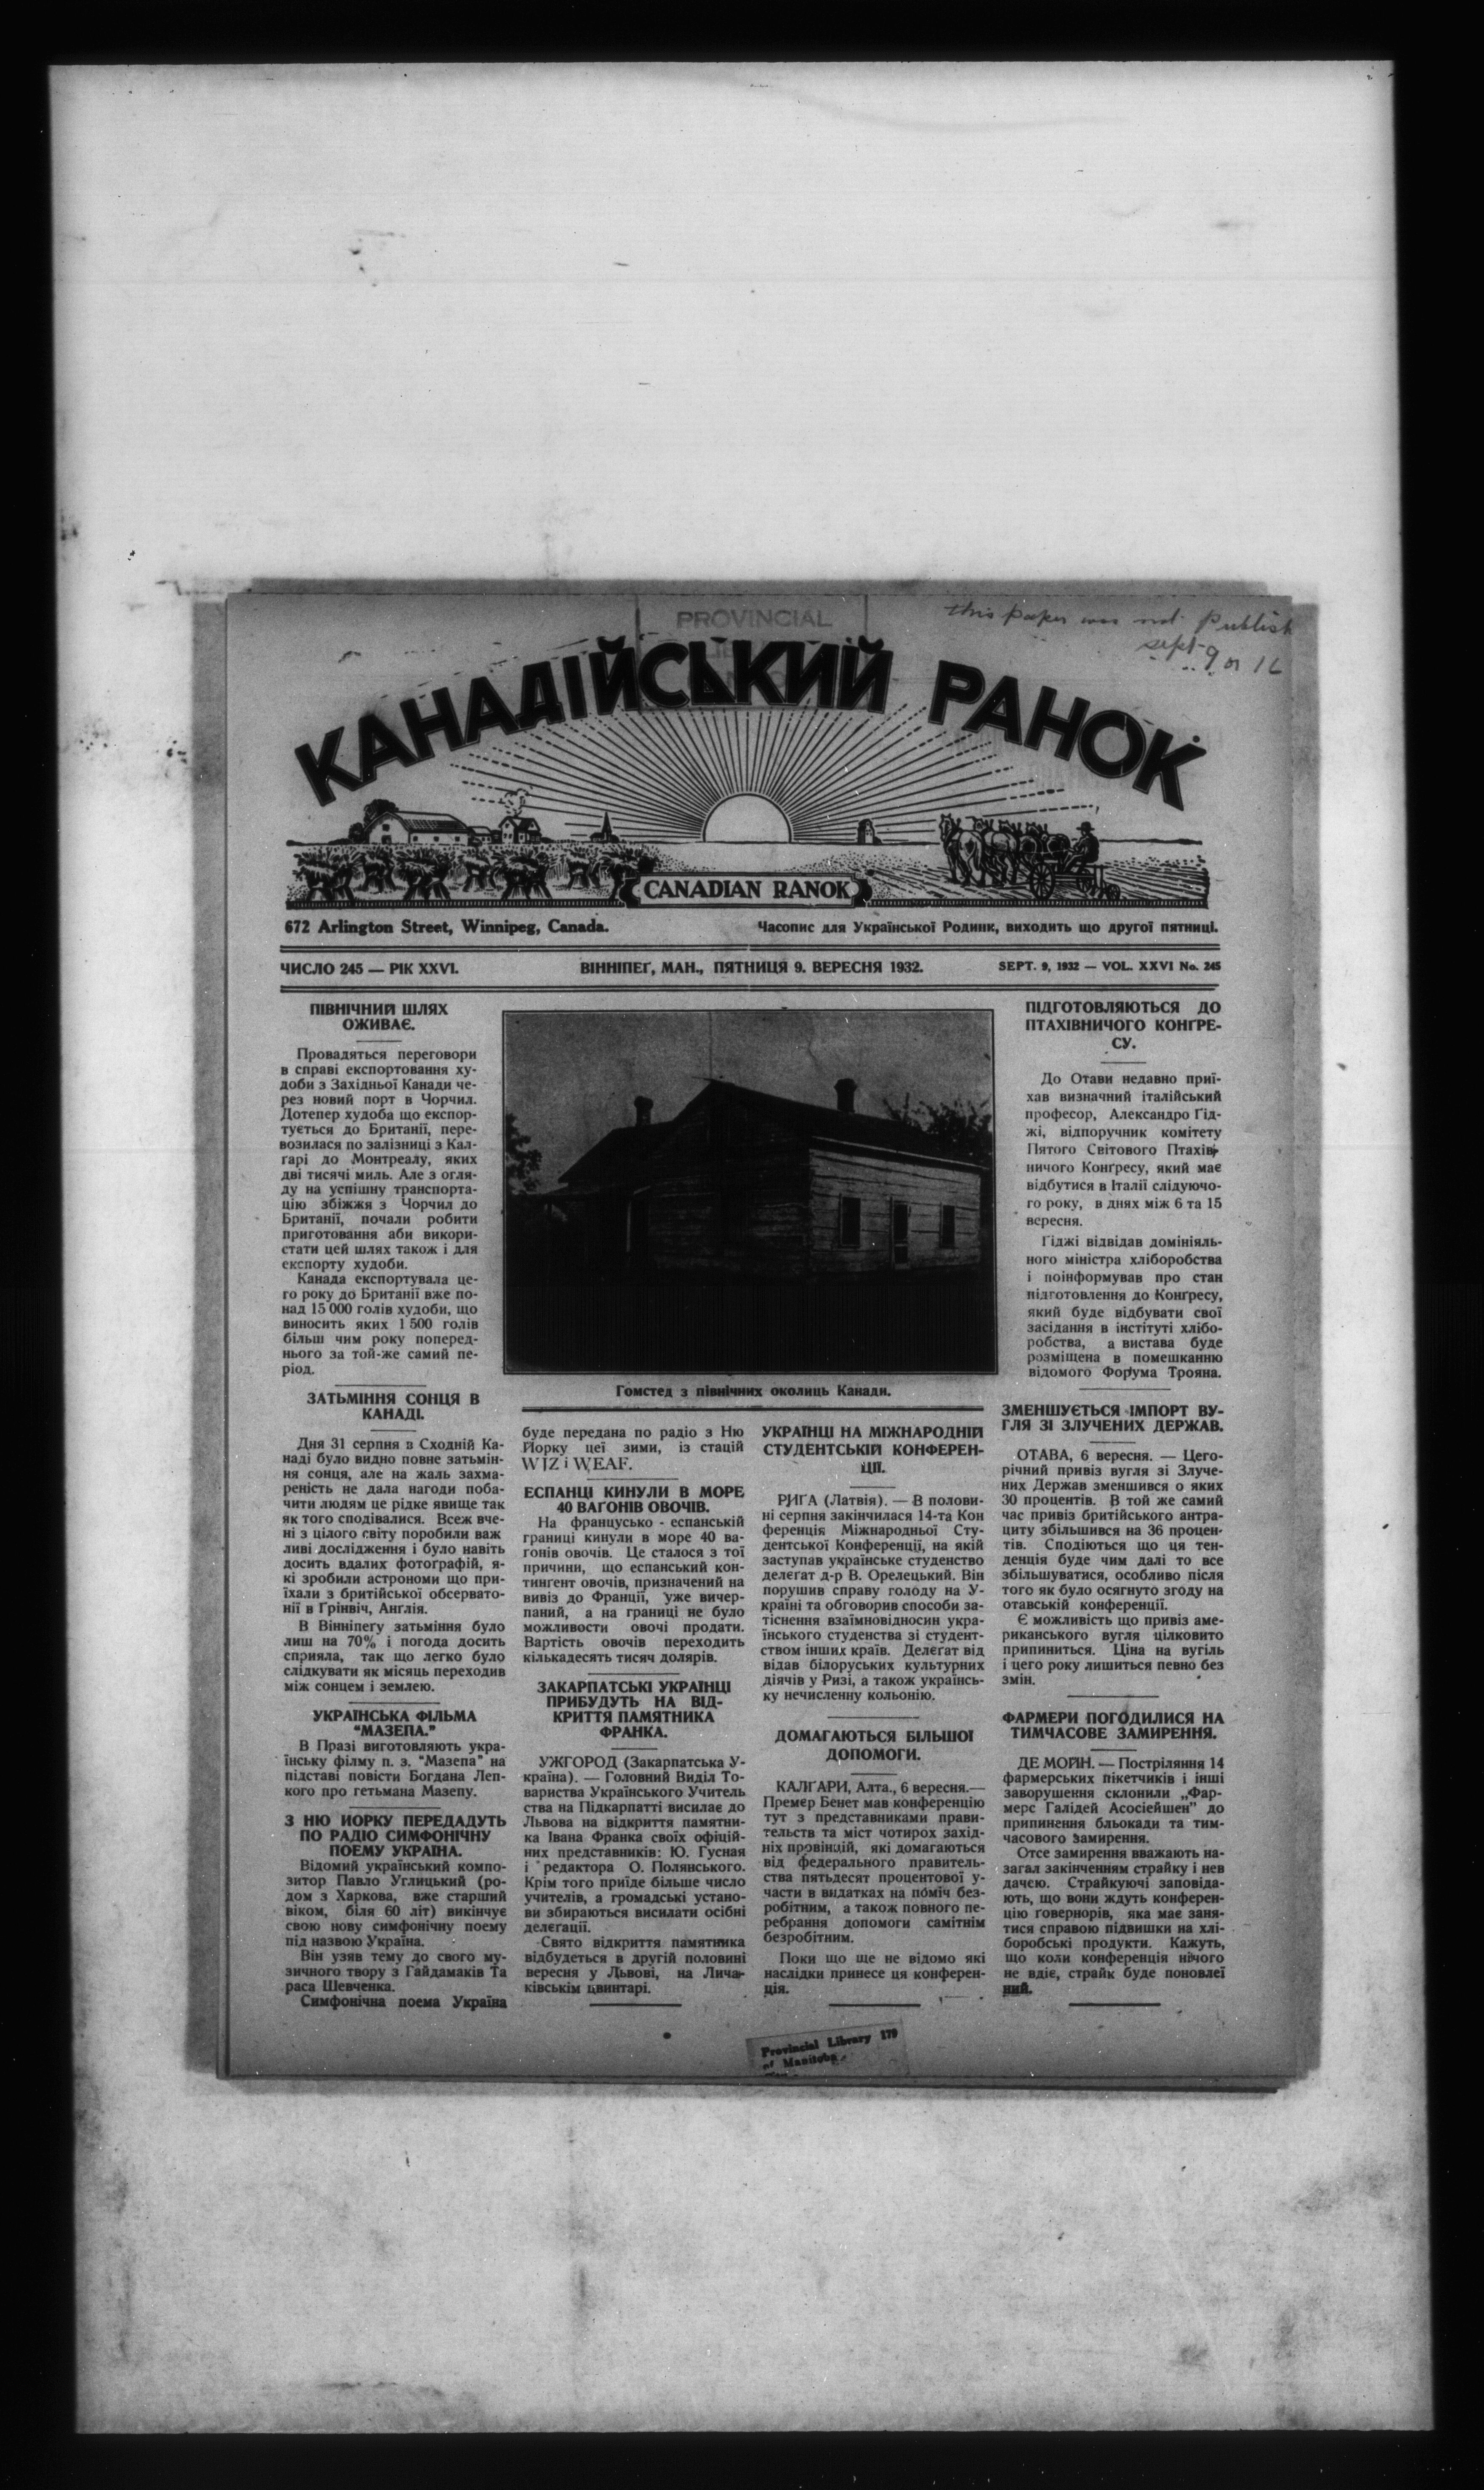 PROVINCIAL
this paper was not Publish
sept 9 or 16
КАНАДІЙСЬКИЙ РАНОК
CANADIAN RANOK
672 Arlington Street, Winnipeg, Canada.
Часопис для Української Родини, виходить що другої пятниці.
ЧИСЛО 245 — РІК XXVI.
ВІННІПЕҐ, МАН., ПЯТНИЦЯ 9. ВЕРЕСНЯ 1932.
SEPT. 9, 1932 — VOL. XXVI No. 245
ПІВНІЧНИЙ ШЛЯХ
ОЖИВАЄ.
Провадяться переговори
в справі експортовання ху-
доби з Західньої Канади че-
рез новий порт в Чорчил.
Дотепер худоба що експор-
тується до Британії, пере-
возилася по залізниці з Кал-
ґарі до Монтреалу, яких
дві тисячі миль. Але з огля-
ду на успішну транспорта-
цію збіжжя з Чорчил до
Британії, почали робити
приготовання аби викори-
стати цей шлях також і для
експорту худоби.
Канада експортувала це-
го року до Британії вже по-
над 15 000 голів худоби, що
виносить яких 1 500 голів
більш чим року поперед-
нього за той-же самий пе-
ріод.
ЗАТЬМІННЯ СОНЦЯ В
КАНАДІ.
Дня 31 серпня в Сходній Ка-
наді було видно повне затьмін-
ня сонця, але на жаль захма-
реність не дала нагоди поба-
чити людям це рідке явище так
як того сподівалися. Всеж вче-
ні з цілого світу поробили важ
ливі дослідження і було навіть
досить вдалих фотоґрафій, я-
кі зробили астрономи що при-
їхали з бритійської обсервато-
нії в Ґрінвіч, Анґлія.
В Вінніпеґу затьміння було
лиш на 70% і погода досить
сприяла, так що легко було
слідкувати як місяць переходив
між сонцем і землею.
УКРАЇНСЬКА ФІЛЬМА
“МАЗЕПА.”
В Празі виготовляють укра-
їнську філму п. з. “Мазепа” на
підставі повісти Богдана Леп-
кого про гетьмана Мазепу.
З НЮ ЙОРКУ ПЕРЕДАДУТЬ
ПО РАДІО СИМФОНІЧНУ
ПОЕМУ УКРАЇНА.
Відомий український компо-
зитор Павло Углицький (ро-
дом з Харкова, вже старший
віком, біля 60 літ) викінчує
свою нову симфонічну поему
під назвою Україна.
Він узяв тему до свого му-
зичного твору з Гайдамаків Та
раса Шевченка.
Симфонічна поема Україна
Гомстед з північних околиць Канади.
буде передана по радіо з Ню
Йорку цеї зими, із стацій
WJZ і WEAF.
ЕСПАНЦІ КИНУЛИ В МОРЕ
40 ВАҐОНІВ ОВОЧІВ.
На французько - еспанській
границі кинули в море 40 ва-
ґонів овочів. Це сталося з тої
причини, що еспанський кон-
тинґент овочів, призначений на
вивіз до Франції, уже вичер-
паний, а на границі не було
можливости овочі продати.
Вартість овочів переходить
кількадесять тисяч долярів.
ЗАКАРПАТСЬКІ УКРАЇНЦІ
ПРИБУДУТЬ НА ВІД-
КРИТТЯ ПАМЯТНИКА
ФРАНКА.
УЖГОРОД (Закарпатська У-
країна). — Головний Виділ То-
вариства Українського Учитель
ства на Підкарпатті висилає до
Львова на відкриття памятни-
ка Івана Франка своїх офіцій-
них представників: Ю. Гусная
і редактора О. Полянського.
Крім того приїде більше число
учителів, а громадські устано-
ви збираються висилати осібні
делеґації.
Свято відкриття памятника
відбудеться в другій половині
вересня у Львові, на Лича-
ківськім цвинтарі.
УКРАЇНЦІ НА МІЖНАРОДНІЙ
СТУДЕНТСЬКІЙ КОНФЕРЕН-
ЦІЇ.
РИҐА (Латвія). — В полови-
ні серпня закінчилася 14-та Кон
ференція Міжнародньої Сту-
дентської Конференції, на якій
заступав українське студенство
делеґат д-р В. Орелецький. Він
порушив справу голоду на У-
країні та обговорив способи за-
тіснення взаїмновідносин укра-
їнського студенства зі студент-
ством інших країв. Делєґат від
відав білоруських культурних
діячів у Ризі, а також українсь-
ку нечисленну кольонію.
ДОМАГАЮТЬСЯ БІЛЬШОЇ
ДОПОМОГИ.
КАЛҐАРИ, Алта., 6 вересня.—
Премєр Бенет мав конференцію
тут з представниками прави-
тельств та міст чотирох захід-
ніх провінцій, які домагаються
від федерального правитель-
ства пятьдесят процентової у-
части в видатках на поміч без-
робітним, а також повного пе-
ребрання допомоги самітнім
безробітним.
Поки що ще не відомо які
наслідки принесе ця конферен-
ція.
ПІДГОТОВЛЯЮТЬСЯ ДО
ПТАХІВНИЧОГО КОНҐРЕ-
СУ.
До Отави недавно приї-
хав визначний італійський
професор, Александро Ґід-
жі, відпоручник комітету
Пятого Світового Птахів-
ничого Конґресу, який має
відбутися в Італії слідуючо-
го року, в днях між 6 та 15
вересня.
Ґіджі відвідав домініяль-
ного міністра хліборобства
і поінформував про стан
підготовлення до Конґресу,
який буде відбувати свої
засідання в інституті хлібо-
робства, а вистава буде
розміщена в помешканню
відомого Форума Трояна.
ЗМЕНШУЄТЬСЯ ІМПОРТ ВУ-
ГЛЯ ЗІ ЗЛУЧЕНИХ ДЕРЖАВ.
ОТАВА, 6 вересня. — Цего-
річний привіз вугля зі Злуче-
них Держав зменшився о яких
30 процентів. В той же самий
час привіз бритійського антра-
циту збільшився на 36 процен-
тів. Сподіються що ця тен-
денція буде чим далі то все
збільшуватися, особливо після
того як було осягнуто згоду на
отавській конференції.
Є можливість що привіз аме-
риканського вугля цілковито
припиниться. Ціна на вугіль
і цего року лишиться певно без
змін.
ФАРМЕРИ ПОГОДИЛИСЯ НА
ТИМЧАСОВЕ ЗАМИРЕННЯ.
ДЕ МОЙН. — Постріляння 14
фармерських пікетчиків і інші
заворушення склонили „Фар-
мерс Галідей Асосієйшен” до
припинення бльокади та тим-
часового замирення.
Отсе замирення вважають на-
загал закінченням страйку і нев
дачею. Страйкуючі заповіда-
ють, що вони ждуть конферен-
цію ґовернорів, яка має заня-
тися справою підвишки на хлі-
боробські продукти. Кажуть,
що коли конференція нічого
не вдіє, страйк буде поновлеї
ний.
Provincial Library 179
of Manitoba